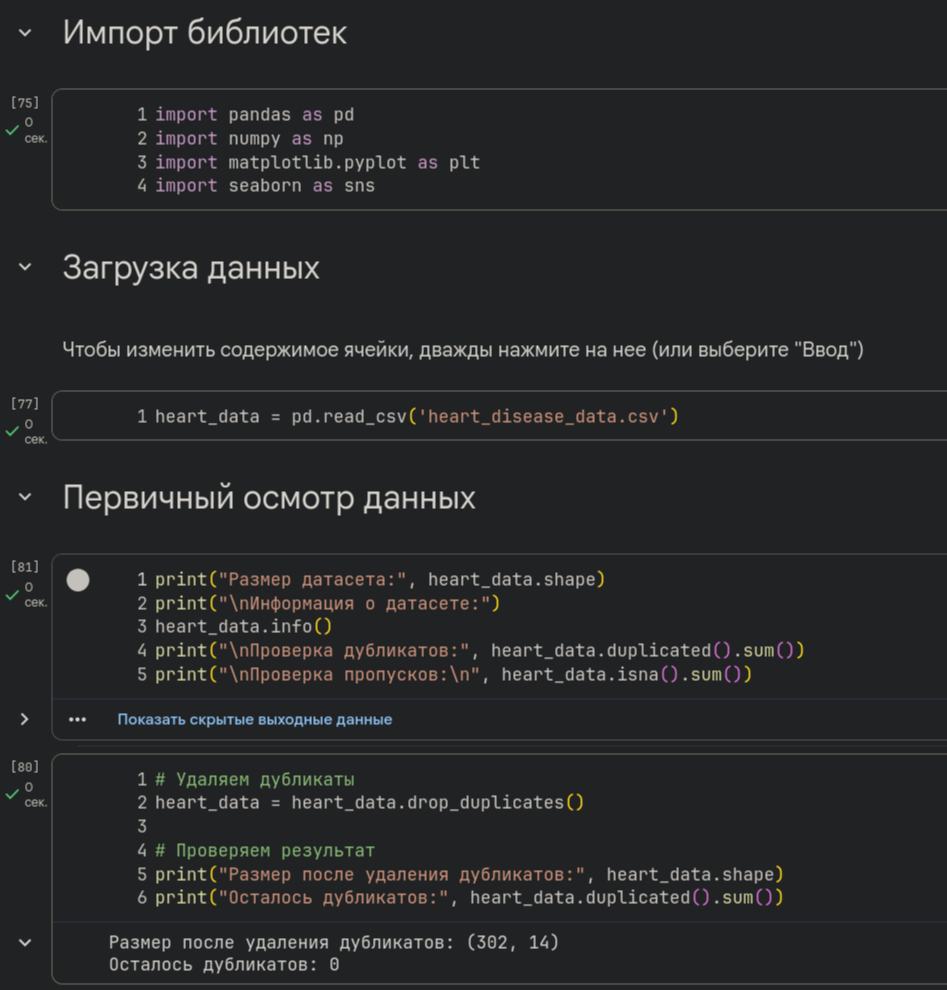 Импорт библиотек
[75]
0
сек.
1 import pandas as pd
2 import numpy as np
3 import matplotlib.pyplot as plt
4 import seaborn as sns
Загрузка данных
Чтобы изменить содержимое ячейки, дважды нажмите на нее (или выберите "Ввод")
[77]
0
сек.
1 heart_data = pd.read_csv('heart_disease_data.csv')
Первичный осмотр данных
[81]
0
сек.
1 print("Размер датасета:", heart_data.shape)
2 print("\nИнформация о датасете:")
3 heart_data.info()
4 print("\nПроверка дубликатов:", heart_data.duplicated().sum())
5 print("\nПроверка пропусков:\n", heart_data.isna().sum())
Показать скрытые выходные данные
[80]
0
сек.
1 # Удаляем дубликаты
2 heart_data = heart_data.drop_duplicates()
3
4 # Проверяем результат
5 print("Размер после удаления дубликатов:", heart_data.shape)
6 print("Осталось дубликатов:", heart_data.duplicated().sum())
Размер после удаления дубликатов: (302, 14)
Осталось дубликатов: 0